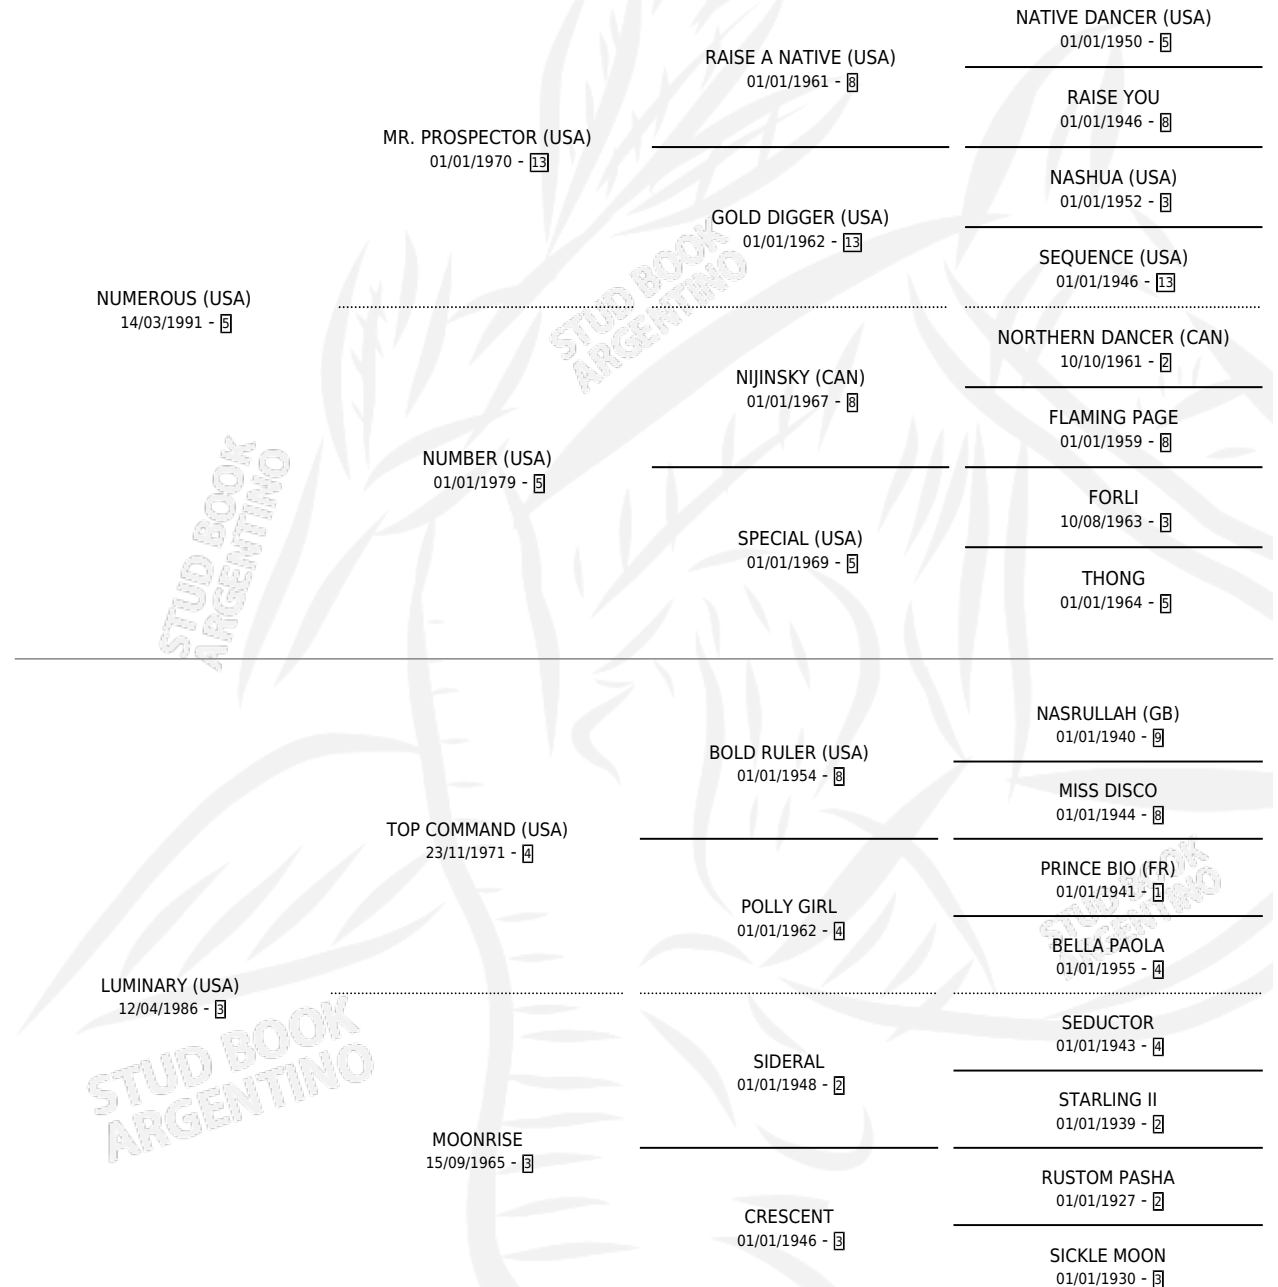 NATIVE DANCER (USA)
01/01/1950 - 5
RAISE A NATIVE (USA)
01/01/1961 - 8
RAISE YOU
01/01/1946 - 8
MR. PROSPECTOR (USA)
01/01/1970 - 13
NASHUA (USA)
01/01/1952 - 3
GOLD DIGGER (USA)
01/01/1962 - 13
SEQUENCE (USA)
01/01/1946 - 13
NUMEROUS (USA)
14/03/1991 - 5
STUD BOOK
ARGENTINO
NORTHERN DANCER (CAN)
10/10/1961 - 2
NIJINSKY (CAN)
01/01/1967 - 8
FLAMING PAGE
01/01/1959 - 8
NUMBER (USA)
01/01/1979 - 5
FORLI
10/08/1963 - 3
SPECIAL (USA)
01/01/1969 - 5
THONG
01/01/1964 - 5
STUD BOOK
ARGENTINO
NASRULLAH (GB)
01/01/1940 - 9
BOLD RULER (USA)
01/01/1954 - 8
MISS DISCO
01/01/1944 - 8
TOP COMMAND (USA)
23/11/1971 - 4
PRINCE BIO (FR)
01/01/1941 - 1
POLLY GIRL
01/01/1962 - 4
BELLA PAOLA
01/01/1955 - 4
STUD BOOK
ARGENTINO
LUMINARY (USA)
12/04/1986 - 3
STUD BOOK
ARGENTINO
SEDUCTOR
01/01/1943 - 4
SIDERAL
01/01/1948 - 2
STARLING II
01/01/1939 - 2
MOONRISE
15/09/1965 - 3
RUSTOM PASHA
01/01/1927 - 2
CRESCENT
01/01/1946 - 3
SICKLE MOON
01/01/1930 - 3